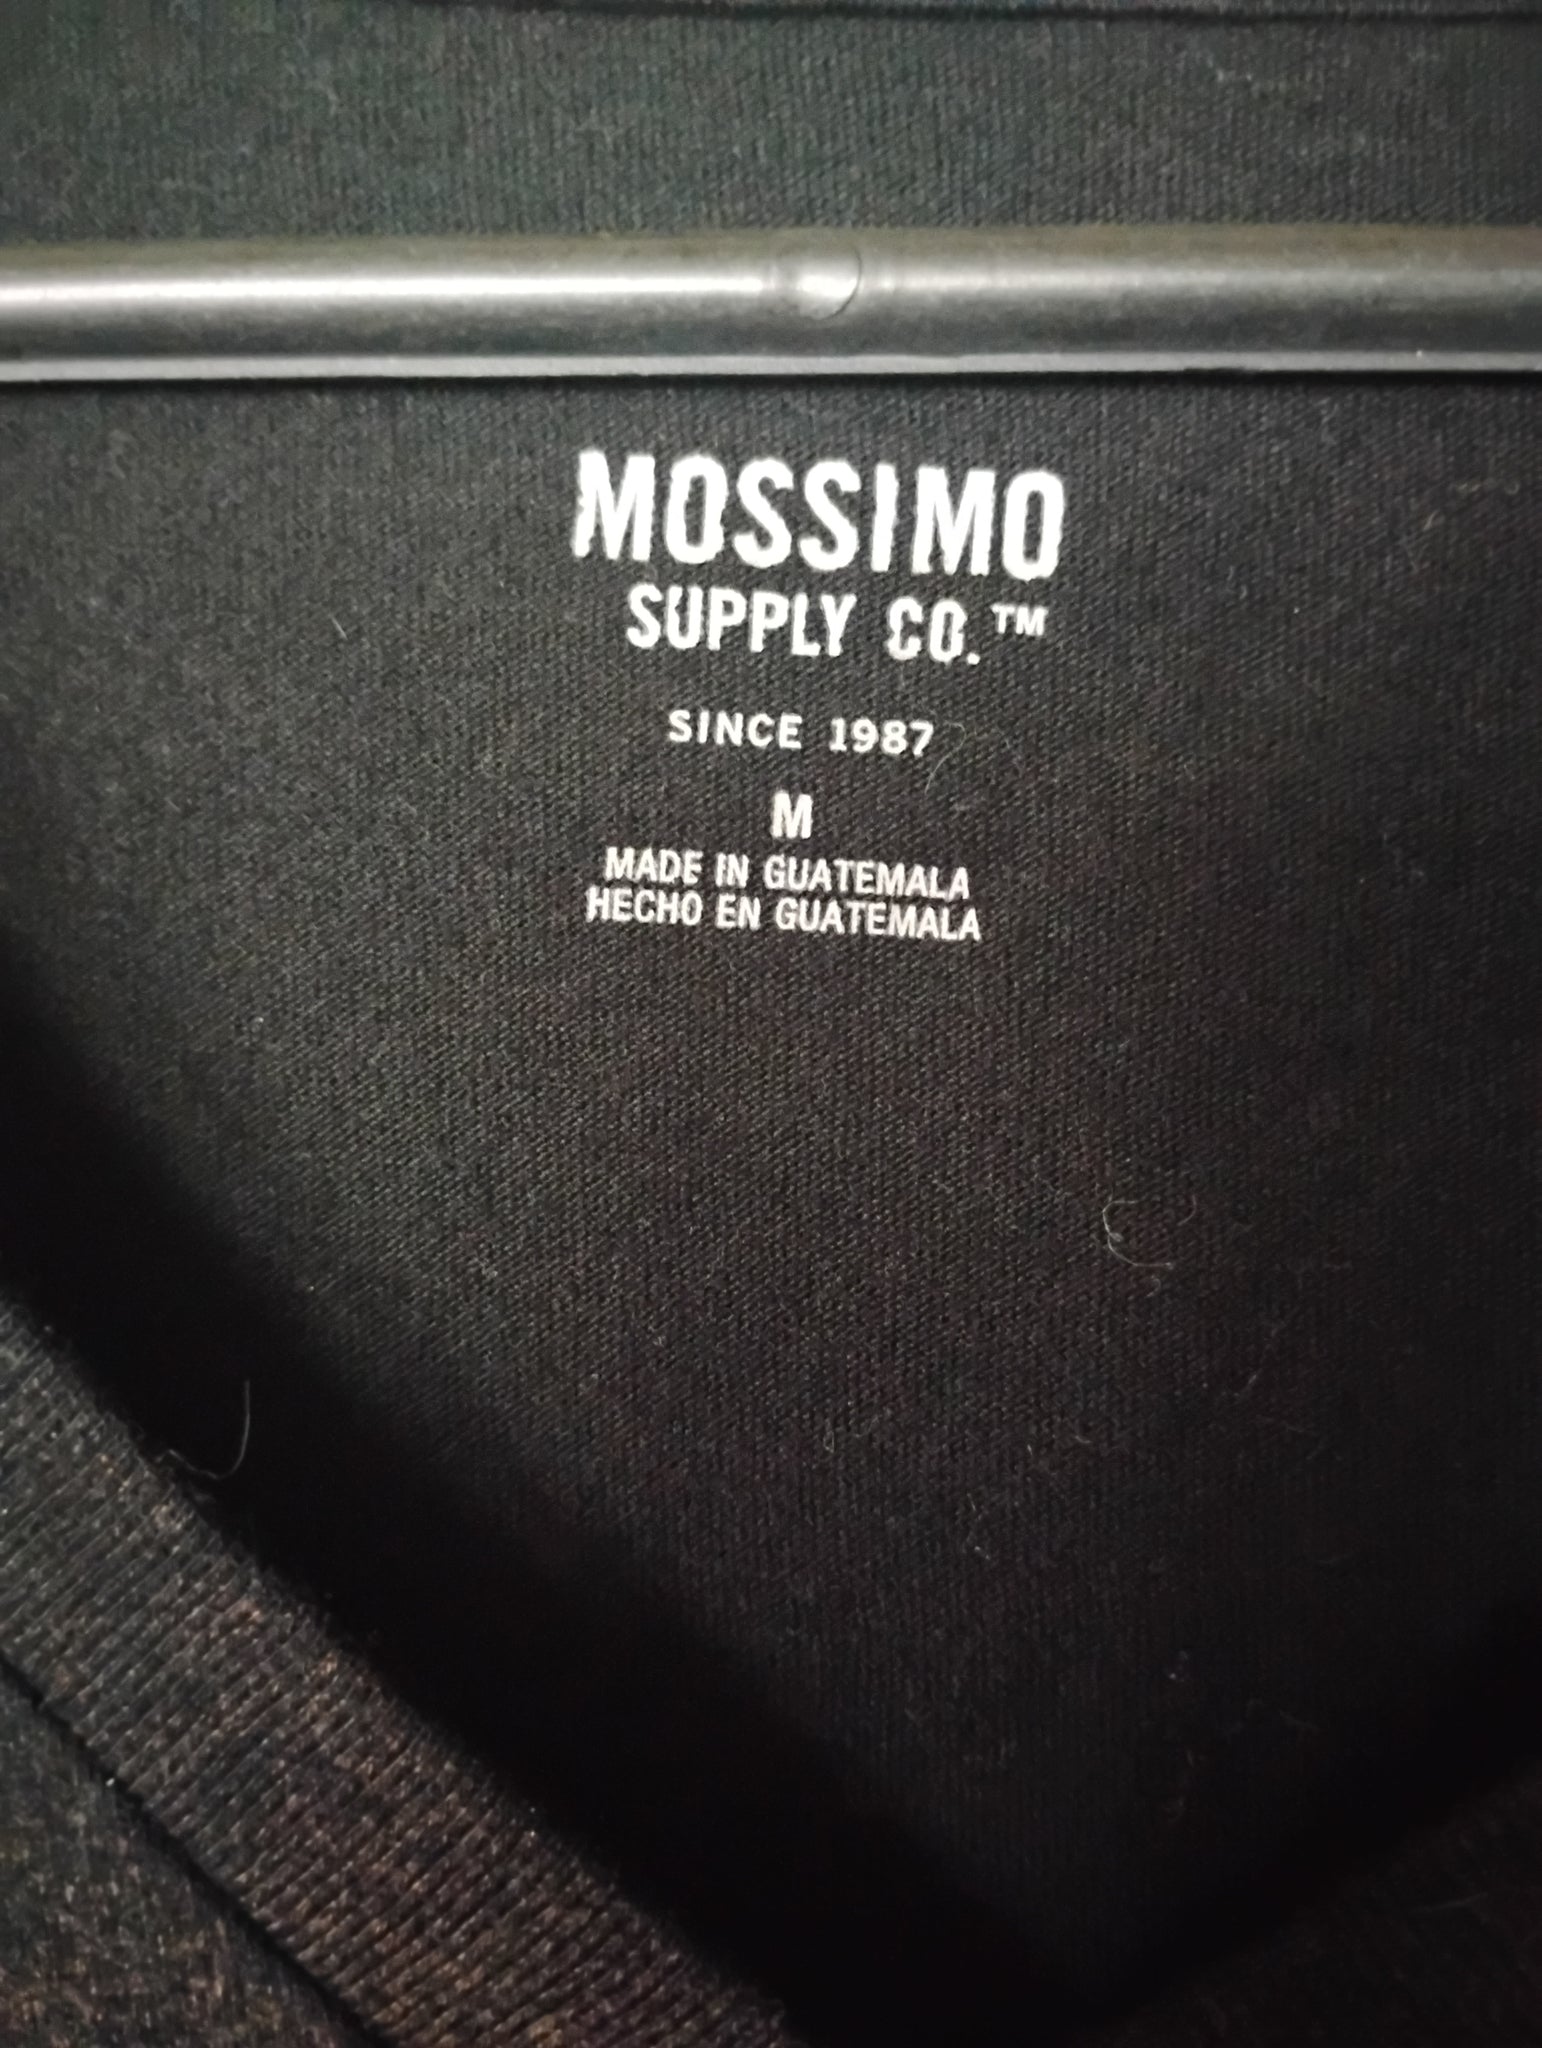 MOSSIMO
SUPPLY CO.™
SINCE 1987
M
MADE IN GUATEMALA
HECHO EN GUATEMALA